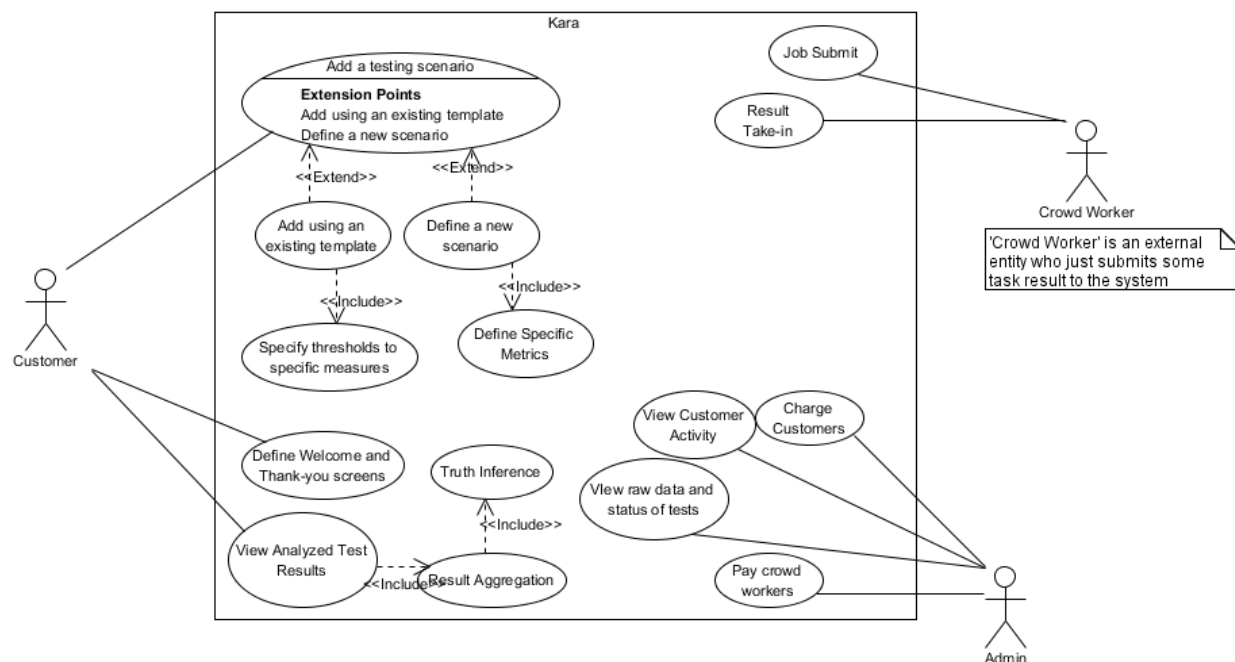 Kara
Add a testing scenario
Extension Points
Add using an existing template
Define a new scenario
<<Extend>>
<<Extend>>
Add using an
existing template
Define a new
scenario
<<Include>>
<<Include>>
Specify thresholds to
specific measures
Define Specific
Metrics
Customer
Define Welcome and
Thank-you screens
Truth Inference
<<Include>>
View Analyzed Test
Results
<<Include>>
Result Aggregation
Job Submit
Result
Take-in
Crowd Worker
'Crowd Worker' is an external
entity who just submits some
task result to the system
View Customer
Activity
Charge
Customers
VIew raw data and
status of tests
Pay crowd
workers
Admin